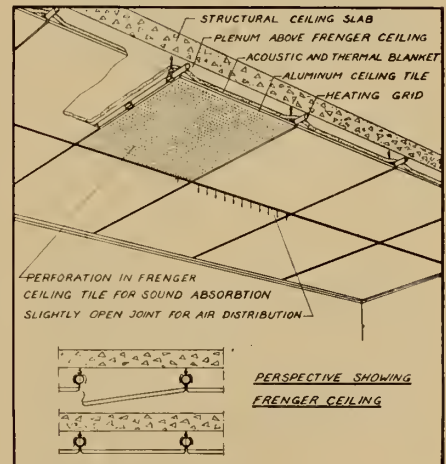 STRUCTURAL CEILING SLAB
PLENUM ABOVE FRENGER CEILING
ACOUSTIC AND THERMAL BLANKET
ALUMINUM CEILING TILE
HEATING GRID
PERFORATION IN FRENGER
CEILING TILE FOR SOUND ABSORBTION
SLIGHTLY OPEN JOINT FOR AIR DISTRIBUTION
PERSPECTIVE SHOWING
FRENGER CEILING